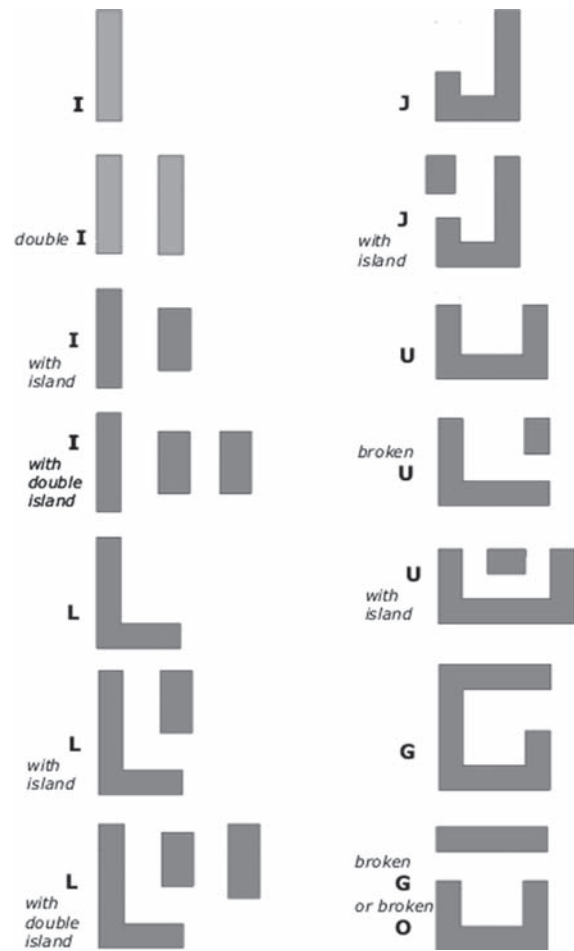 I
double I
I
with
island
I
with
double
island
L
L
with
island
L
with
double
island
J
J
with
island
U
broken
U
U
with
island
G
broken
G
or broken
O